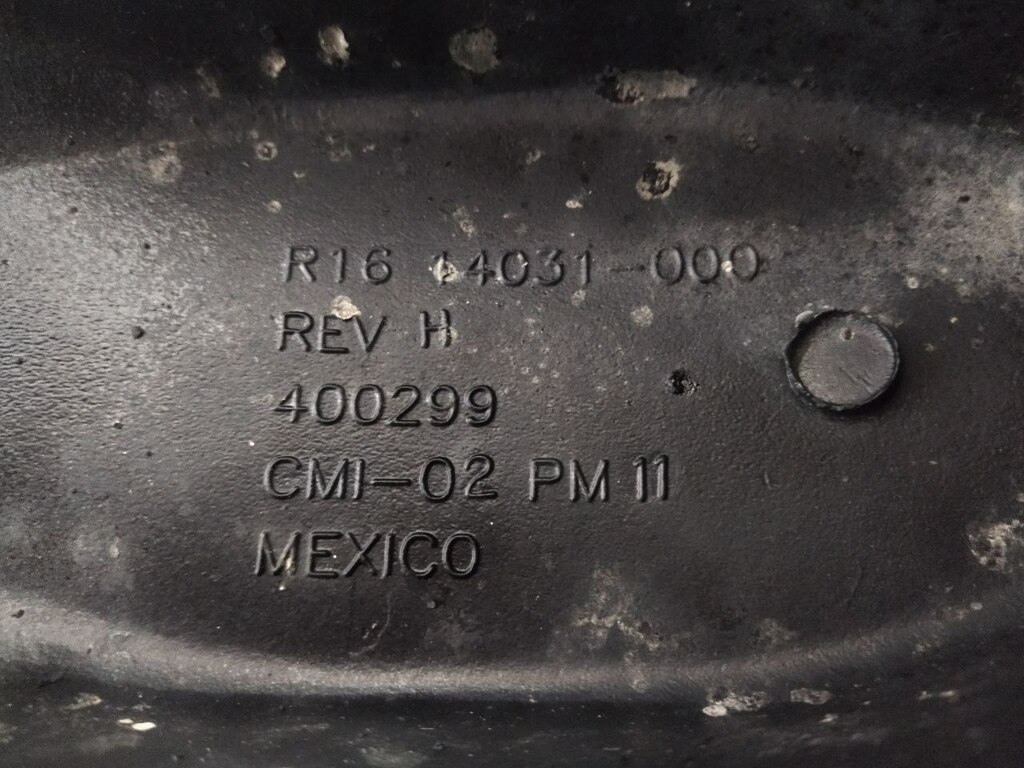 R16 14031-000
REV H
400299
CMI-02 PM 11
MEXICO